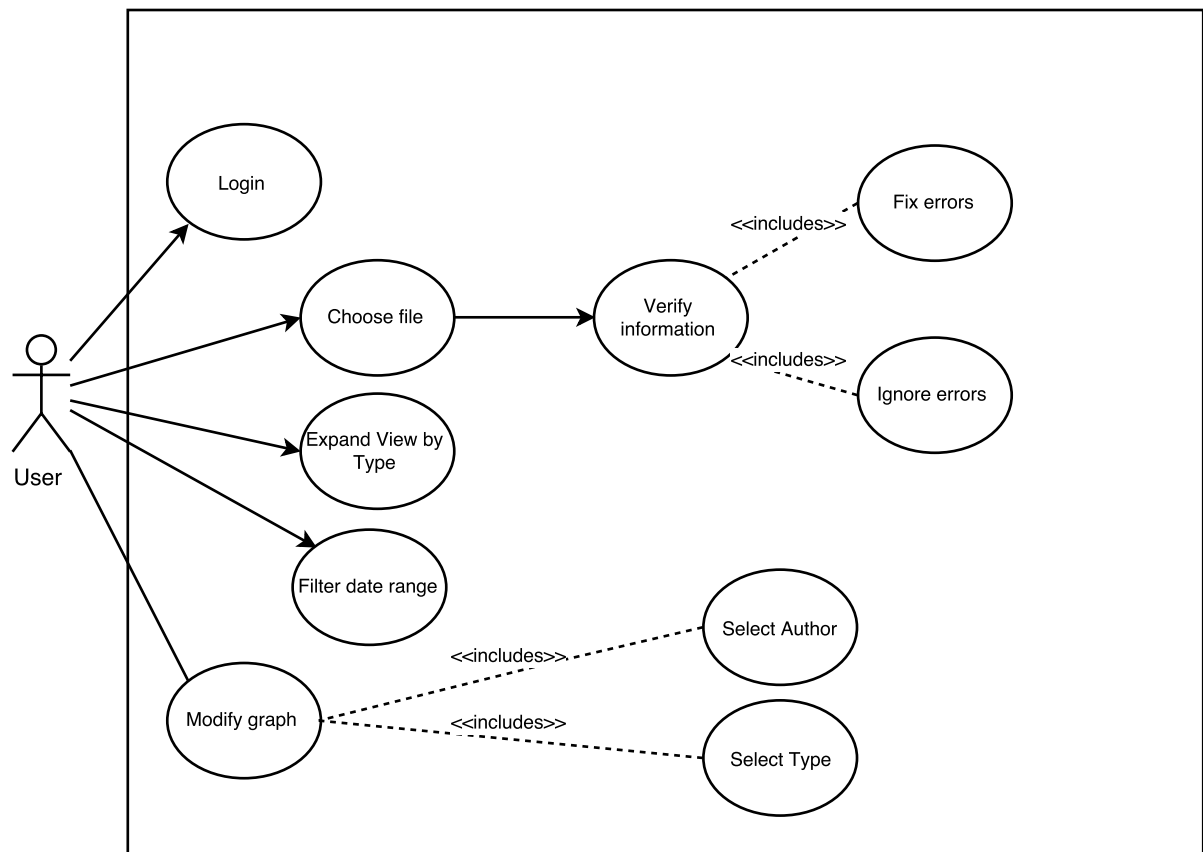 Login
Fix errors
<<includes>>
Choose file
Verify
information
<<includes>>
Ignore errors
Expand View by
Type
User
Filter date range
Select Author
<<includes>>
Modify graph
<<includes>>
Select Type